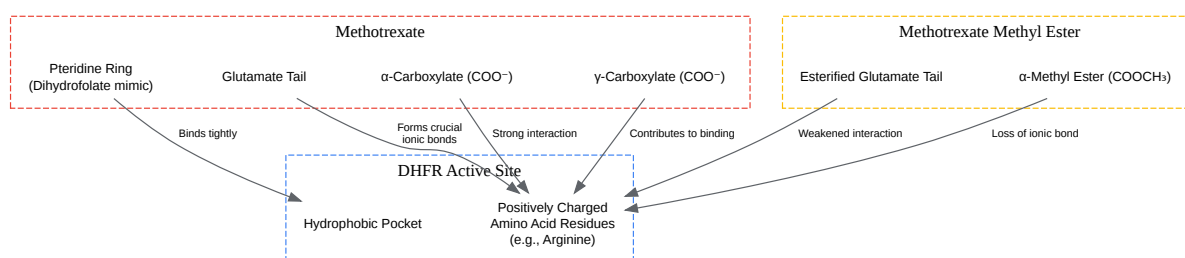 Methotrexate
Methotrexate Methyl Ester
Pteridine Ring
(Dihydrofolate mimic)
Glutamate Tail
α-Carboxylate (COO⁻)
γ-Carboxylate (COO⁻)
Esterified Glutamate Tail
α-Methyl Ester (COOCH₃)
Binds tightly
Forms crucial
ionic bonds
Strong interaction
Contributes to binding
Weakened interaction
Loss of ionic bond
DHFR Active Site
Hydrophobic Pocket
Positively Charged
Amino Acid Residues
(e.g., Arginine)